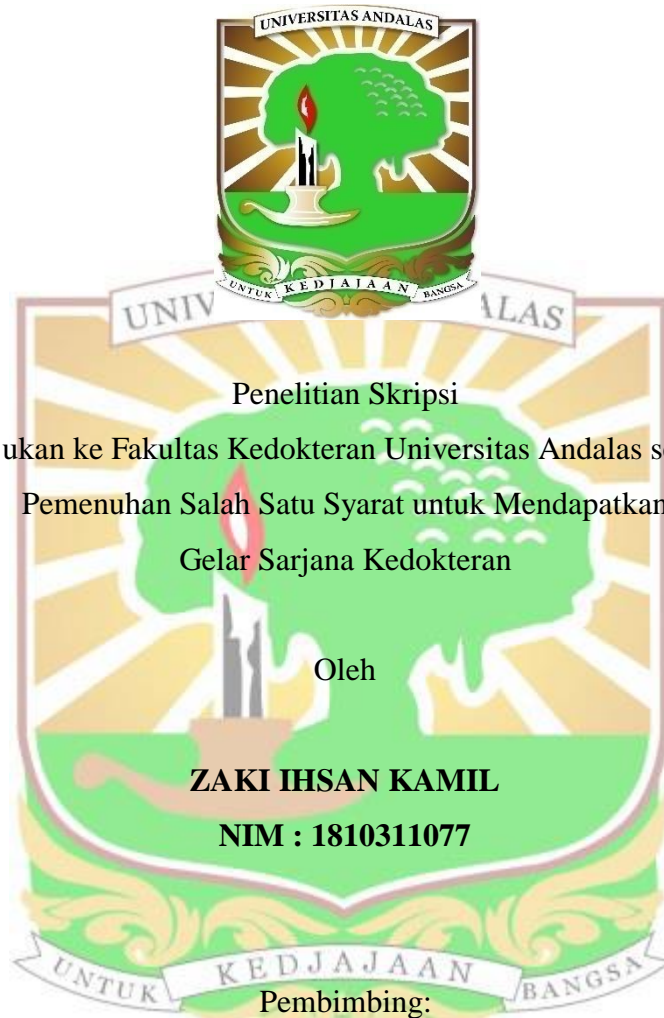 UNIVERSITAS ANDALAS
UNTUK KEDJAJAAN BANGSA
UNIV ALAS
Penelitian Skripsi
ukan ke Fakultas Kedokteran Universitas Andalas s
Pemenuhan Salah Satu Syarat untuk Mendapatkan
Gelar Sarjana Kedokteran
Oleh
ZAKI IHSAN KAMIL
NIM : 1810311077
UNTUK KEDJAJAAN BANGSA
Pembimbing: